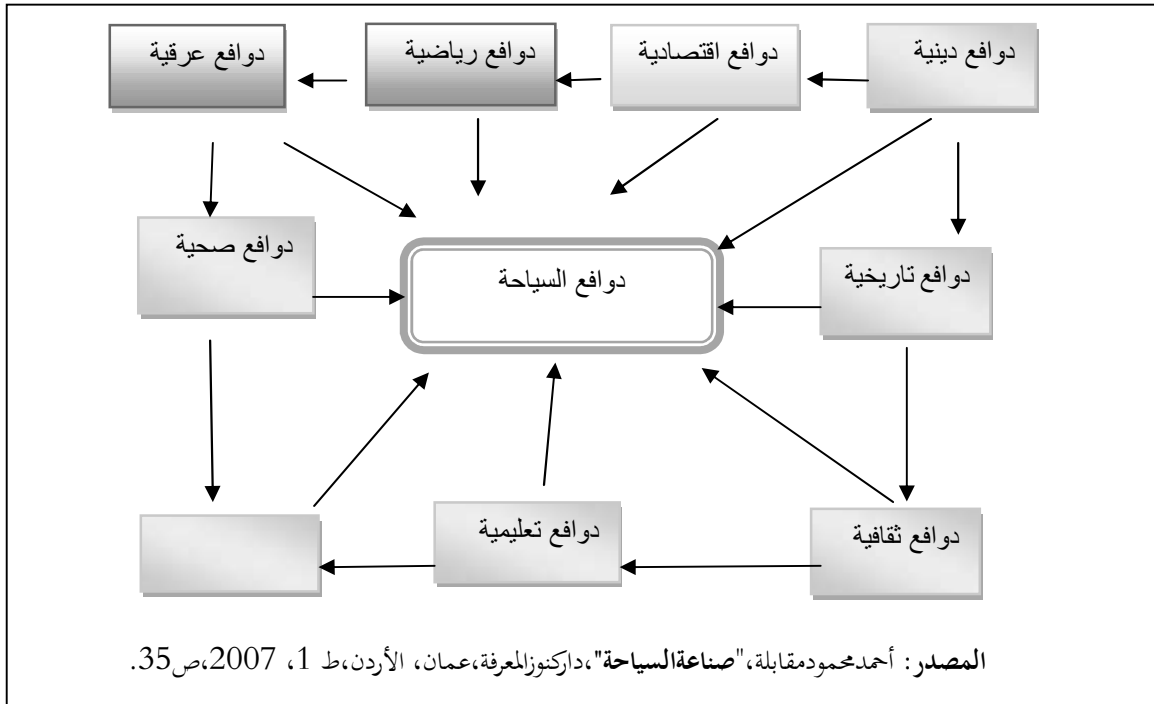 دوافع دينية
دوافع اقتصادية
دوافع رياضية
دوافع عرقية
دوافع صحية
دوافع السياحة
دوافع تاريخية
دوافع ثقافية
دوافع تعليمية
المصدر: أحمدمحمودمقابلة،"صناعةالسياحة"،داركنوزالمعرفة،عمان، الأردن،ط 1، 2007،ص35.